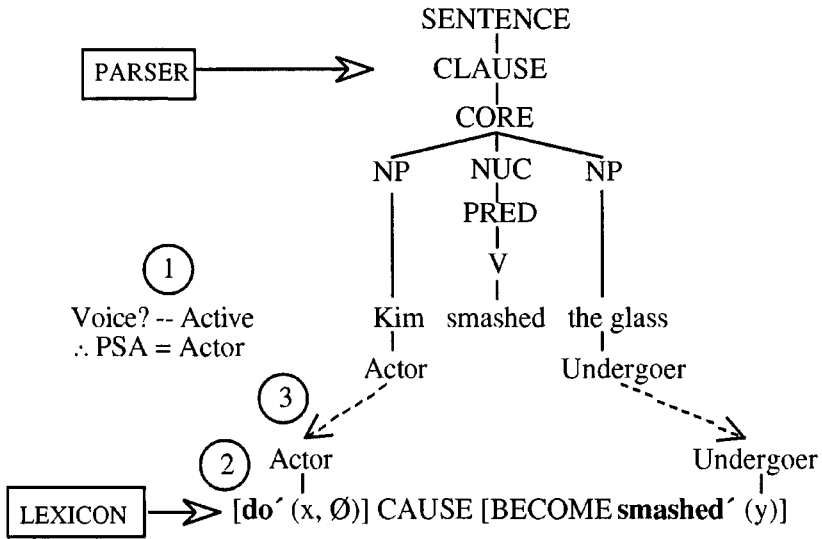 SENTENCE
PARSER
CLAUSE
CORE
NP NUC NP
PRED
V
1
Voice? -- Active
∴ PSA = Actor
Kim smashed the glass
Actor Undergoer
3
2 Actor Undergoer
LEXICON [do´ (x, Ø)] CAUSE [BECOME smashed´ (y)]